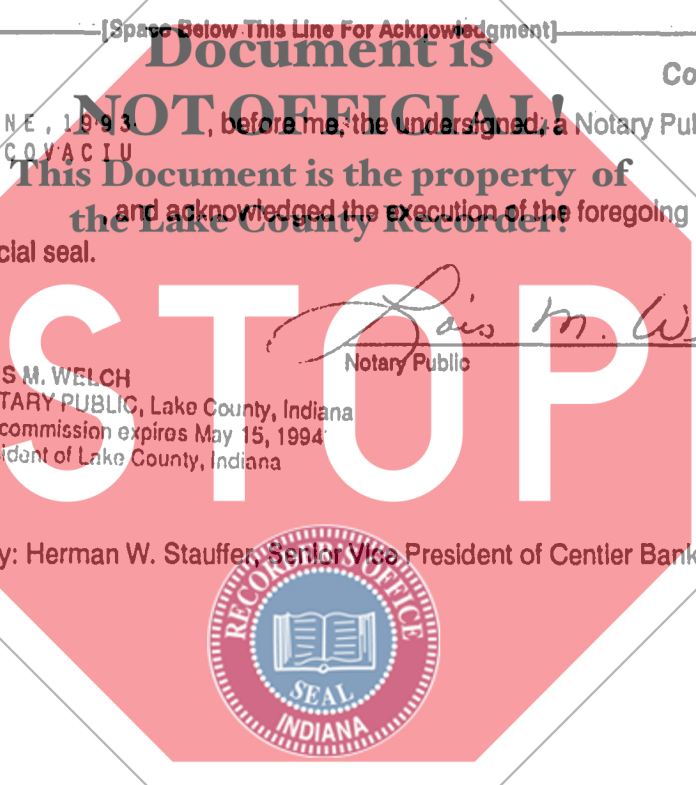 [Space Below This Line For Acknowledgment]
Document is
Co
NE, 1993, before me, the undersigned, a Notary Pul
NOT OFFICIAL!
COVACIU
This Document is the property of
, and acknowledged the execution of the foregoing
the Lake County Recorder!
cial seal.
STOP
Lois M. W
Notary Public
S M. WELCH
TARY PUBLIC, Lake County, Indiana
commission expires May 15, 1994
ident of Lake County, Indiana
y: Herman W. Stauffer, Senior Vice President of Centier Bank
RECORDER'S OFFICE
SEAL
INDIANA